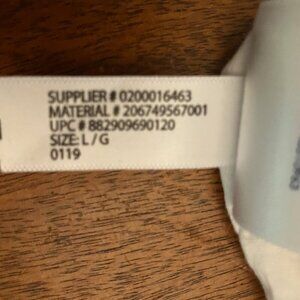 SUPPLIER # 0200016463
MATERIAL # 206749567001
UPC # 882909690120
SIZE: L / G
0119